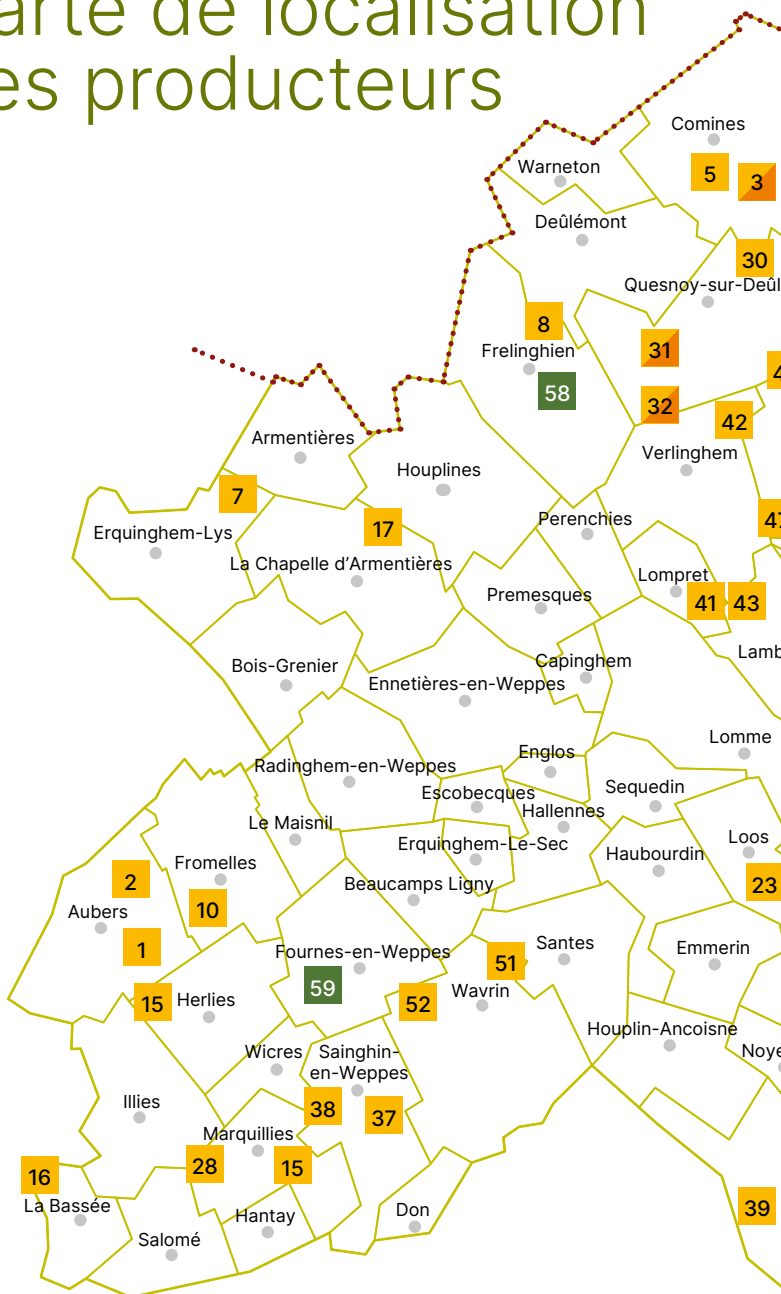 arte de localisation
es producteurs
Comines
5
3
Warneton
Deûlémont
30
Quesnoy-sur-Deûl
8
31
Frelinghien
58
4
32
42
Armentières
Verlinghem
Houplines
7
47
Perenchies
17
Erquinghem-Lys
La Chapelle d’Armentières
Lompret
Premesques
41
43
Lamb
Capinghem
Bois-Grenier
Ennetières-en-Weppes
Lomme
Englos
Radinghem-en-Weppes
Sequedin
Escobecques
Hallennes
Le Maisnil
Loos
Erquinghem-Le-Sec
Haubourdin
Fromelles
2
Beaucamps Ligny
23
10
Aubers
1
Fournes-en-Weppes
Santes
Emmerin
51
59
Wavrin
15
Herlies
52
Houplin-Ancoisne
Wicres
Sainghin-
en-Weppes
Noye
Illies
38
37
Marquillies
28
15
16
La Bassée
39
Hantay
Don
Salomé